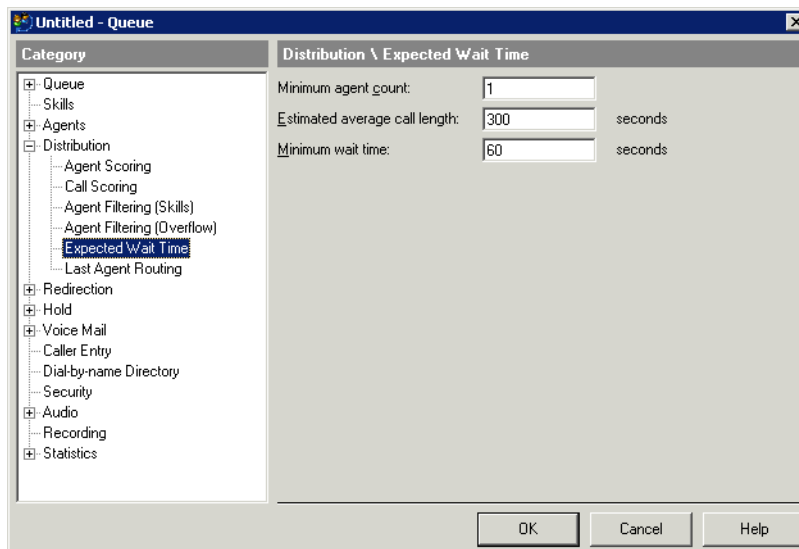 Untitled - Queue
Category
Distribution \ Expected Wait Time
Queue
Skills
Agents
Distribution
Agent Scoring
Call Scoring
Agent Filtering (Skills)
Agent Filtering (Overflow)
Expected Wait Time
Last Agent Routing
Redirection
Hold
Voice Mail
Caller Entry
Dial-by-name Directory
Security
Audio
Recording
Statistics
Minimum agent count: 1
Estimated average call length: 300 seconds
Minimum wait time: 60 seconds
OK Cancel Help